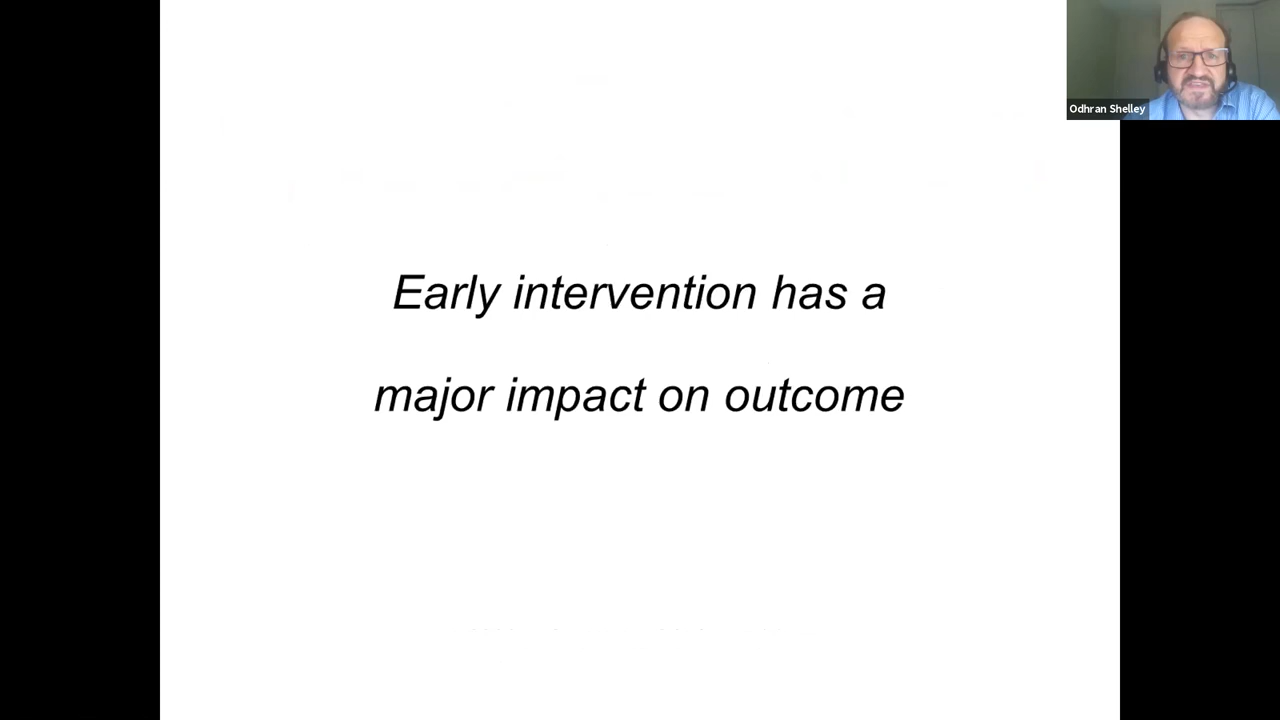 Odhran Shelley
Early intervention has a
major impact on outcome